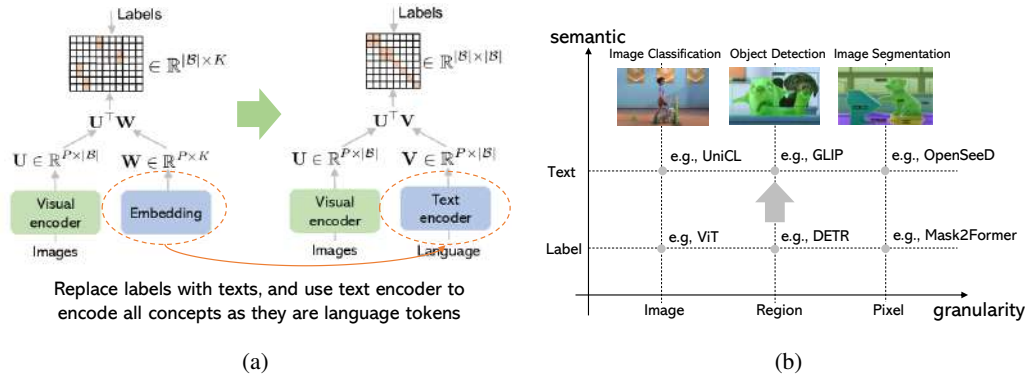 Labels
∈ ℝ^{|𝓑|×K}
U^⊤W
U ∈ ℝ^{P×|𝓑|}
W ∈ ℝ^{P×K}
Visual
encoder
Embedding
Images
Labels
∈ ℝ^{|𝓑|×|𝓑|}
U^⊤V
U ∈ ℝ^{P×|𝓑|}
V ∈ ℝ^{P×|𝓑|}
Visual
encoder
Text
encoder
Images
Language
Replace labels with texts, and use text encoder to
encode all concepts as they are language tokens
(a)
semantic
Image Classification
Object Detection
Image Segmentation
Text
e.g., UniCL
e.g., GLIP
e.g., OpenSeeD
Label
e.g, ViT
e.g., DETR
e.g., Mask2Former
Image
Region
Pixel
granularity
(b)